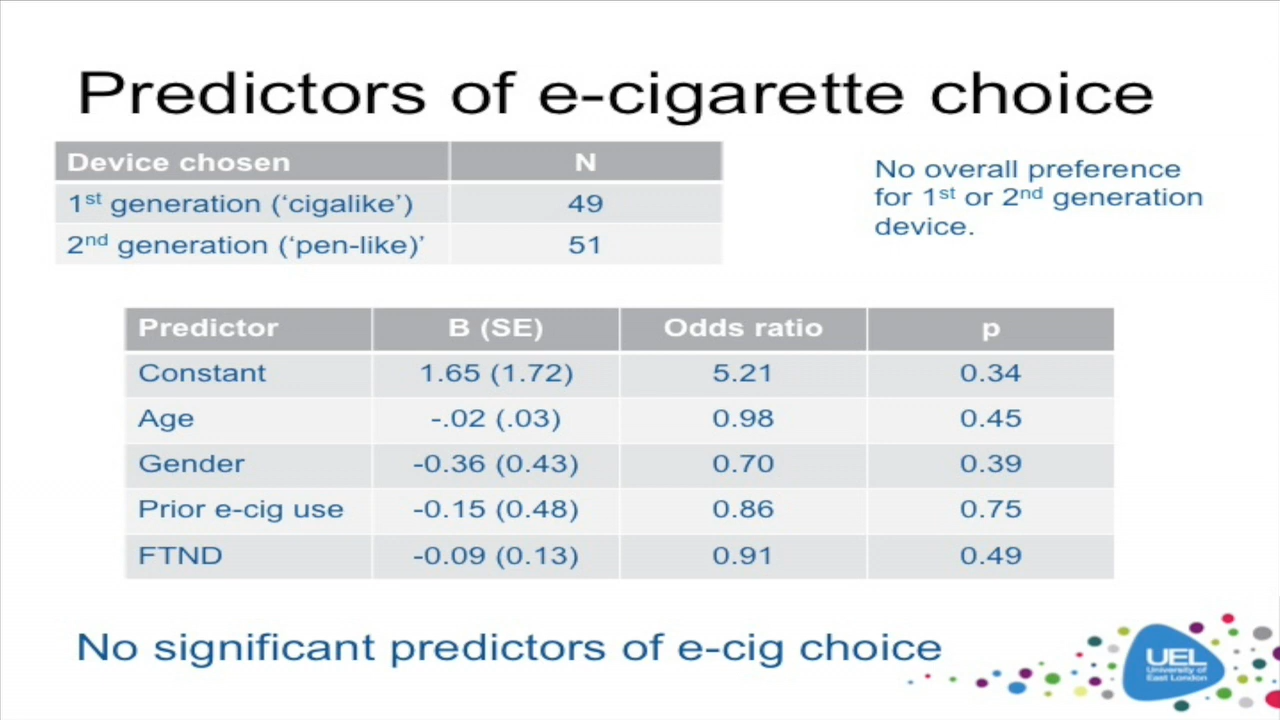 Predictors of e-cigarette choice
Device chosen N
1st generation (‘cigalike’) 49
2nd generation (‘pen-like)’ 51
No overall preference
for 1st or 2nd generation
device.
Predictor B (SE) Odds ratio p
Constant 1.65 (1.72) 5.21 0.34
Age -.02 (.03) 0.98 0.45
Gender -0.36 (0.43) 0.70 0.39
Prior e-cig use -0.15 (0.48) 0.86 0.75
FTND -0.09 (0.13) 0.91 0.49
No significant predictors of e-cig choice
UEL
University of
East London